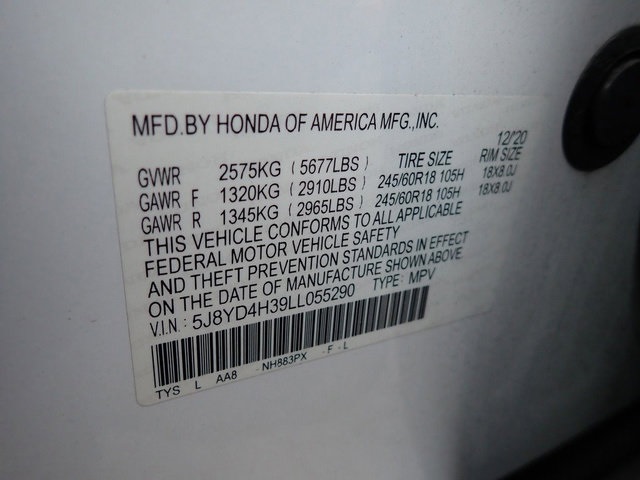 MFD.BY HONDA OF AMERICA MFG.,INC.
12/'20
GVWR 2575KG (5677LBS) TIRE SIZE RIM SIZE
GAWR F 1320KG (2910LBS) 245/60R18 105H 18X8.0J
GAWR R 1345KG (2965LBS) 245/60R18 105H 18X8.0J
THIS VEHICLE CONFORMS TO ALL APPLICABLE
FEDERAL MOTOR VEHICLE SAFETY
AND THEFT PREVENTION STANDARDS IN EFFECT
ON THE DATE OF MANUFACTURE SHOWN ABOVE.
V.I.N: 5J8YD4H39LL055290 TYPE: MPV
TYS L AA8 NH883PX F-L